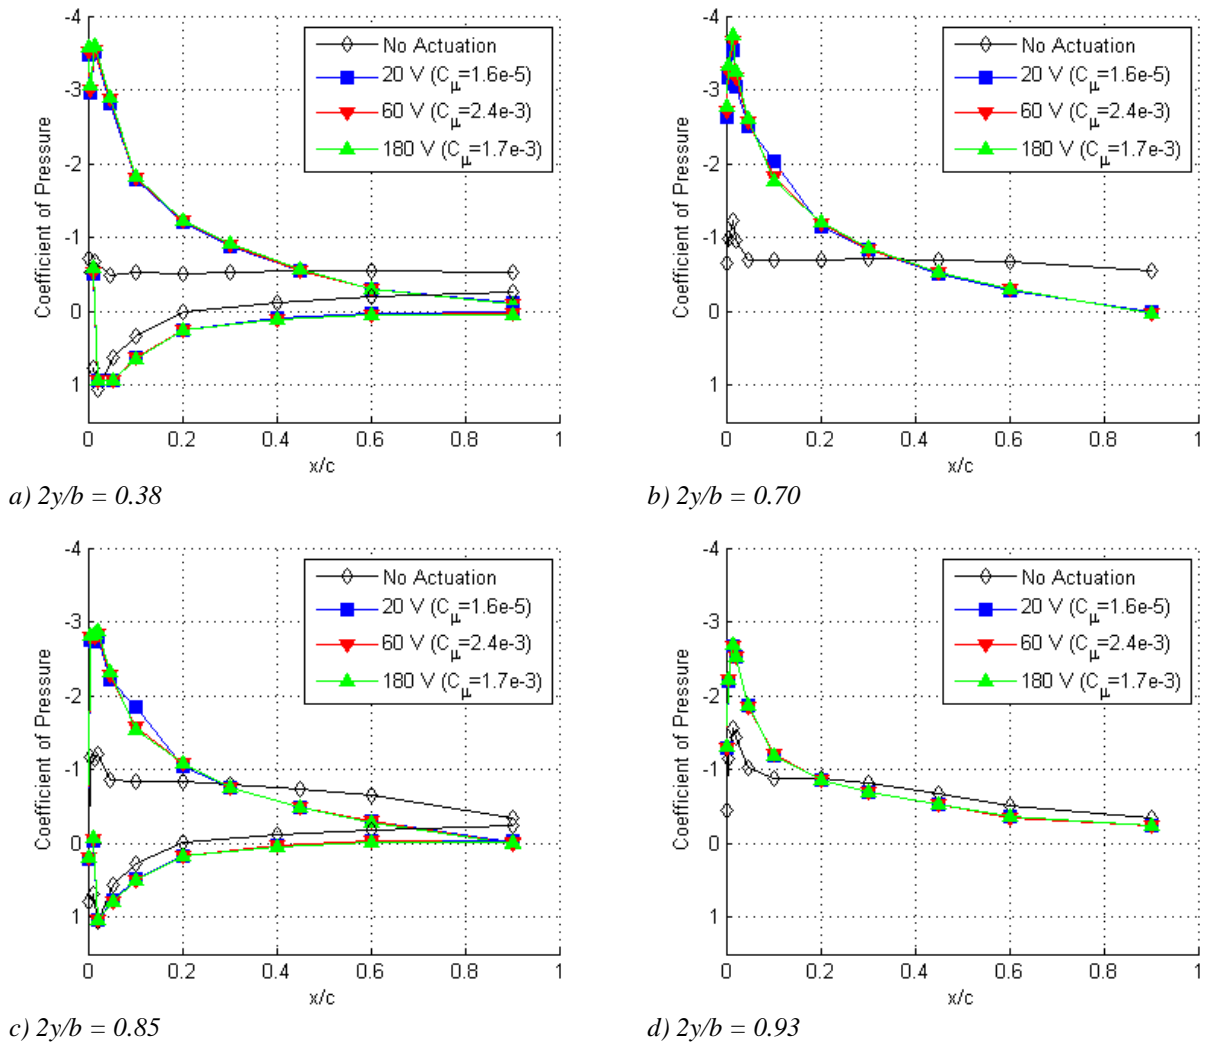 -4
-3
-2
-1
0
1
Coefficient of Pressure
0 0.2 0.4 0.6 0.8 1
x/c
No Actuation
20 V (Cμ=1.6e-5)
60 V (Cμ=2.4e-3)
180 V (Cμ=1.7e-3)
a) 2y/b = 0.38
-4
-3
-2
-1
0
1
Coefficient of Pressure
0 0.2 0.4 0.6 0.8 1
x/c
No Actuation
20 V (Cμ=1.6e-5)
60 V (Cμ=2.4e-3)
180 V (Cμ=1.7e-3)
b) 2y/b = 0.70
-4
-3
-2
-1
0
1
Coefficient of Pressure
0 0.2 0.4 0.6 0.8 1
x/c
No Actuation
20 V (Cμ=1.6e-5)
60 V (Cμ=2.4e-3)
180 V (Cμ=1.7e-3)
c) 2y/b = 0.85
-4
-3
-2
-1
0
1
Coefficient of Pressure
0 0.2 0.4 0.6 0.8 1
x/c
No Actuation
20 V (Cμ=1.6e-5)
60 V (Cμ=2.4e-3)
180 V (Cμ=1.7e-3)
d) 2y/b = 0.93